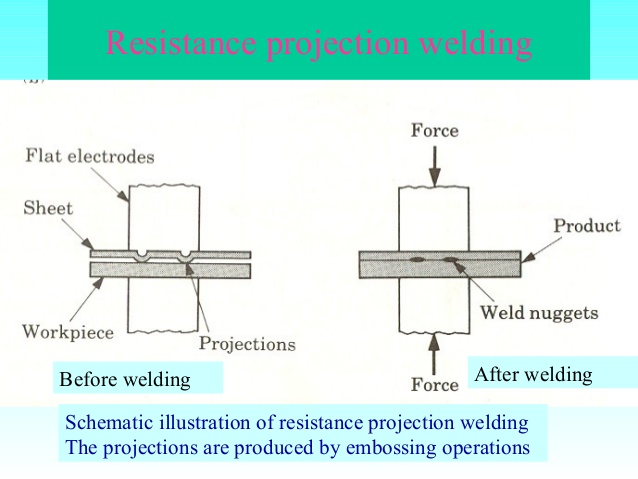 Resistance projection welding
Force
Flat electrodes
Sheet
Product
Weld nuggets
Workpiece
Projections
Before welding
After welding
Force
Schematic illustration of resistance projection welding
The projections are produced by embossing operations